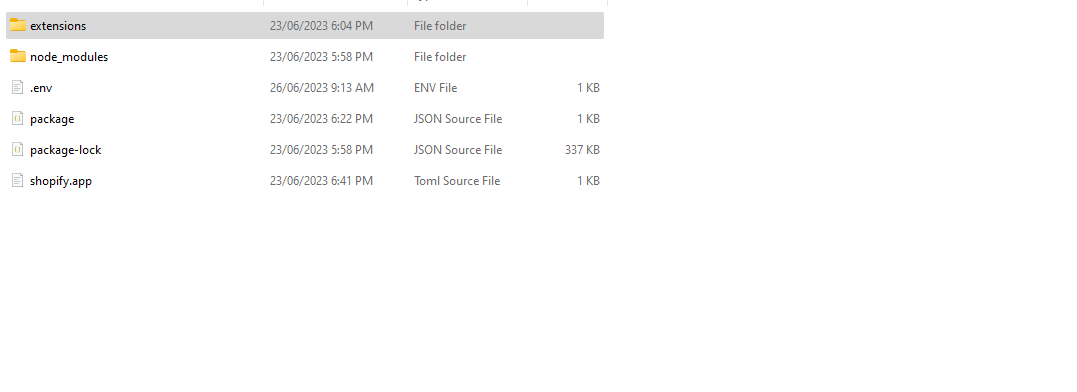 extensions 23/06/2023 6:04 PM File folder
node_modules 23/06/2023 5:58 PM File folder
.env 26/06/2023 9:13 AM ENV File 1 KB
package 23/06/2023 6:22 PM JSON Source File 1 KB
package-lock 23/06/2023 5:58 PM JSON Source File 337 KB
shopify.app 23/06/2023 6:41 PM Toml Source File 1 KB